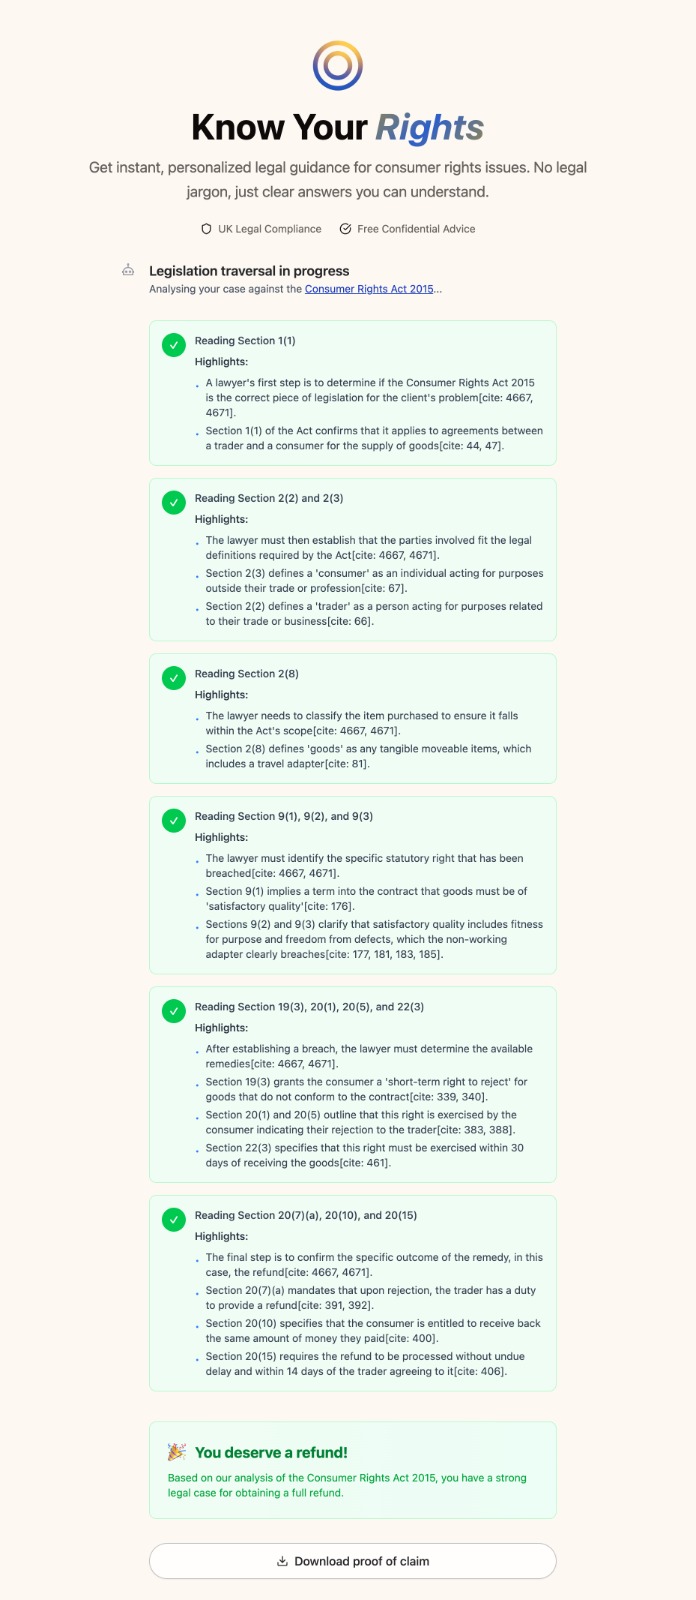 Know Your Rights
Get instant, personalized legal guidance for consumer rights issues. No legal
jargon, just clear answers you can understand.
UK Legal Compliance
Free Confidential Advice
Legislation traversal in progress
Analysing your case against the Consumer Rights Act 2015...
Reading Section 1(1)
Highlights:
A lawyer's first step is to determine if the Consumer Rights Act 2015
is the correct piece of legislation for the client's problem[cite: 4667,
4671].
Section 1(1) of the Act confirms that it applies to agreements between
a trader and a consumer for the supply of goods[cite: 44, 47].
Reading Section 2(2) and 2(3)
Highlights:
The lawyer must then establish that the parties involved fit the legal
definitions required by the Act[cite: 4667, 4671].
Section 2(3) defines a 'consumer' as an individual acting for purposes
outside their trade or profession[cite: 67].
Section 2(2) defines a 'trader' as a person acting for purposes related
to their trade or business[cite: 66].
Reading Section 2(8)
Highlights:
The lawyer needs to classify the item purchased to ensure it falls
within the Act's scope[cite: 4667, 4671].
Section 2(8) defines 'goods' as any tangible moveable items, which
includes a travel adapter[cite: 81].
Reading Section 9(1), 9(2), and 9(3)
Highlights:
The lawyer must identify the specific statutory right that has been
breached[cite: 4667, 4671].
Section 9(1) implies a term into the contract that goods must be of
'satisfactory quality'[cite: 176].
Sections 9(2) and 9(3) clarify that satisfactory quality includes fitness
for purpose and freedom from defects, which the non-working
adapter clearly breaches[cite: 177, 181, 183, 185].
Reading Section 19(3), 20(1), 20(5), and 22(3)
Highlights:
After establishing a breach, the lawyer must determine the available
remedies[cite: 4667, 4671].
Section 19(3) grants the consumer a 'short-term right to reject' for
goods that do not conform to the contract[cite: 339, 340].
Section 20(1) and 20(5) outline that this right is exercised by the
consumer indicating their rejection to the trader[cite: 383, 388].
Section 22(3) specifies that this right must be exercised within 30
days of receiving the goods[cite: 461].
Reading Section 20(7)(a), 20(10), and 20(15)
Highlights:
The final step is to confirm the specific outcome of the remedy, in this
case, the refund[cite: 4667, 4671].
Section 20(7)(a) mandates that upon rejection, the trader has a duty
to provide a refund[cite: 391, 392].
Section 20(10) specifies that the consumer is entitled to receive back
the same amount of money they paid[cite: 400].
Section 20(15) requires the refund to be processed without undue
delay and within 14 days of the trader agreeing to it[cite: 406].
You deserve a refund!
Based on our analysis of the Consumer Rights Act 2015, you have a strong
legal case for obtaining a full refund.
Download proof of claim